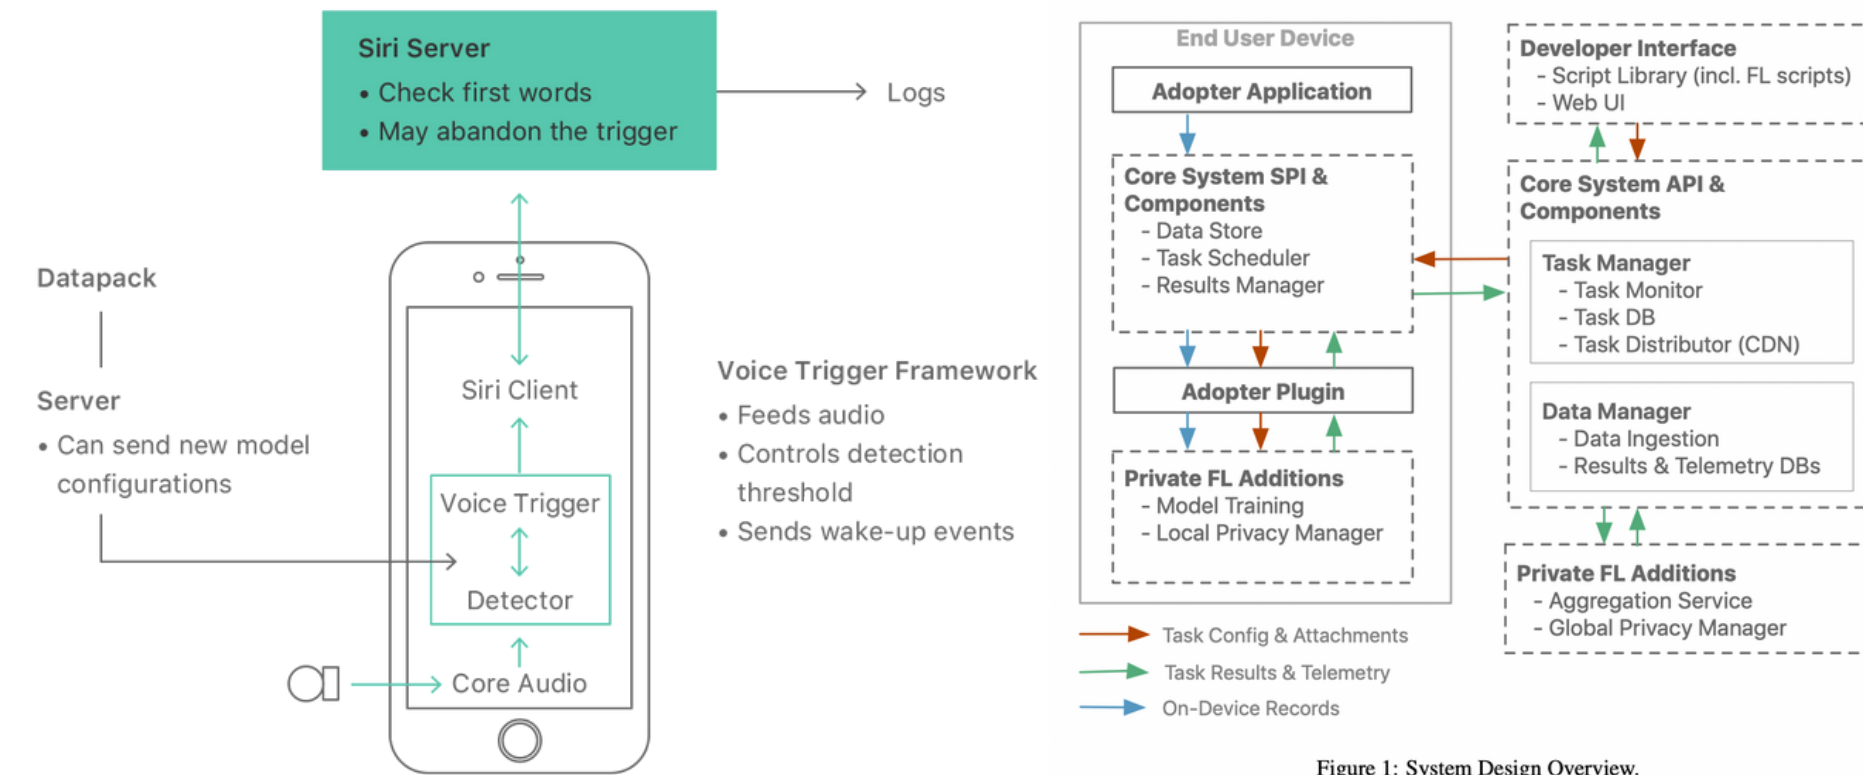 Siri Server
• Check first words
• May abandon the trigger
Logs
Datapack
Server
• Can send new model
configurations
Siri Client
Voice Trigger
Detector
Core Audio
Voice Trigger Framework
• Feeds audio
• Controls detection
threshold
• Sends wake-up events
End User Device
Adopter Application
Core System SPI &
Components
- Data Store
- Task Scheduler
- Results Manager
Adopter Plugin
Private FL Additions
- Model Training
- Local Privacy Manager
Developer Interface
- Script Library (incl. FL scripts)
- Web UI
Core System API &
Components
Task Manager
- Task Monitor
- Task DB
- Task Distributor (CDN)
Data Manager
- Data Ingestion
- Results & Telemetry DBs
Private FL Additions
- Aggregation Service
- Global Privacy Manager
Task Config & Attachments
Task Results & Telemetry
On-Device Records
Figure 1: System Design Overview.